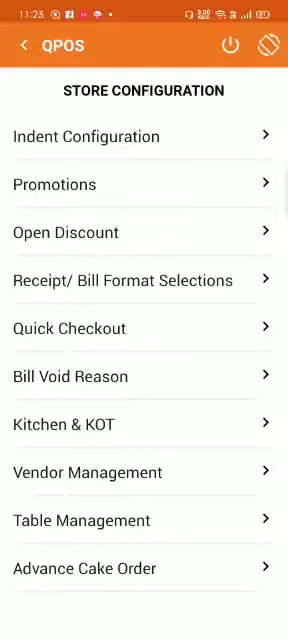 11:23
QPOS
STORE CONFIGURATION
Indent Configuration
Promotions
Open Discount
Receipt/ Bill Format Selections
Quick Checkout
Bill Void Reason
Kitchen & KOT
Vendor Management
Table Management
Advance Cake Order